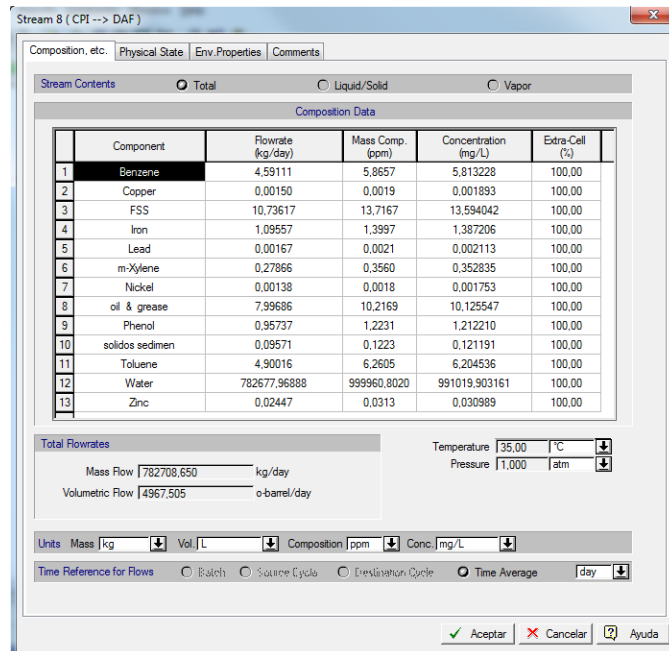 Stream 8 ( CPI --> DAF )
Composition, etc. Physical State Env.Properties Comments
Stream Contents Total Liquid/Solid Vapor
Composition Data
Component Flowrate (kg/day) Mass Comp. (ppm) Concentration (mg/L) Extra-Cell (%)
1 Benzene 4,59111 5,8657 5,813228 100,00
2 Copper 0,00150 0,0019 0,001893 100,00
3 FSS 10,73617 13,7167 13,594042 100,00
4 Iron 1,09557 1,3997 1,387206 100,00
5 Lead 0,00167 0,0021 0,002113 100,00
6 m-Xylene 0,27866 0,3560 0,352835 100,00
7 Nickel 0,00138 0,0018 0,001753 100,00
8 oil & grease 7,99686 10,2169 10,125547 100,00
9 Phenol 0,95737 1,2231 1,212210 100,00
10 solidos sedimen 0,09571 0,1223 0,121191 100,00
11 Toluene 4,90016 6,2605 6,204536 100,00
12 Water 782677,96888 999960,8020 991019,903161 100,00
13 Zinc 0,02447 0,0313 0,030989 100,00
Total Flowrates
Temperature 35,00 °C
Mass Flow 782708,650 kg/day
Pressure 1,000 atm
Volumetric Flow 4967,505 o-barrel/day
Units Mass kg Vol. L Composition ppm Conc. mg/L
Time Reference for Flows Batch Source Cycle Destination Cycle Time Average day
Aceptar Cancelar Ayuda